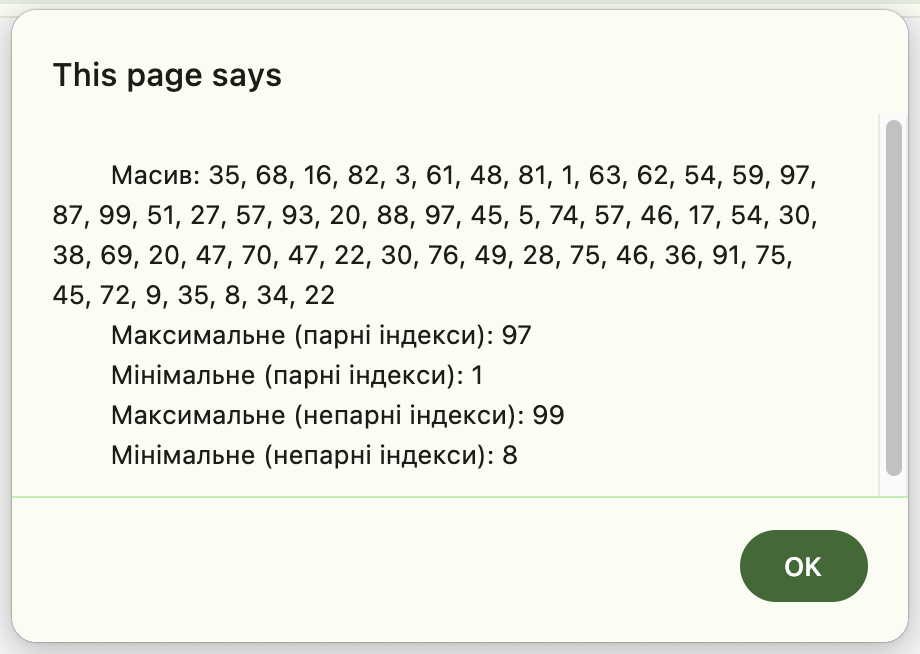 This page says
Масив: 35, 68, 16, 82, 3, 61, 48, 81, 1, 63, 62, 54, 59, 97,
87, 99, 51, 27, 57, 93, 20, 88, 97, 45, 5, 74, 57, 46, 17, 54, 30,
38, 69, 20, 47, 70, 47, 22, 30, 76, 49, 28, 75, 46, 36, 91, 75,
45, 72, 9, 35, 8, 34, 22
Максимальне (парні індекси): 97
Мінімальне (парні індекси): 1
Максимальне (непарні індекси): 99
Мінімальне (непарні індекси): 8
OK